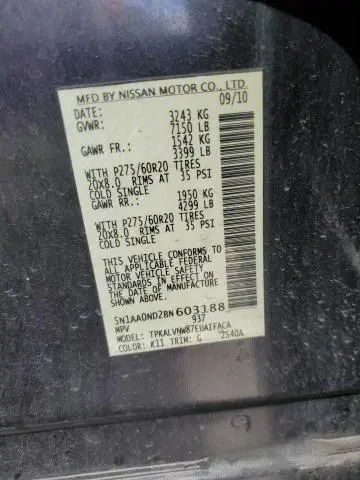 MFD BY NISSAN MOTOR CO., LTD.
DATE: 09/10
GVWR: 3243 KG
7150 LB
GAWR FR.: 1542 KG
3399 LB
WITH P275/60R20 TIRES
20X8.0 RIMS AT 35 PSI
COLD SINGLE
GAWR RR.: 1950 KG
4299 LB
WITH P275/60R20 TIRES
20X8.0 RIMS AT 35 PSI
COLD SINGLE
THIS VEHICLE CONFORMS TO
ALL APPLICABLE FEDERAL
MOTOR VEHICLE SAFETY
STANDARDS IN EFFECT ON
THE DATE OF MANUFACTURE
SHOWN ABOVE.
5N1AA0ND2BN603188
MPV 937
MODEL: TPKALVNW87EUAIFACA
COLOR: K11 TRIM: G 2S40A